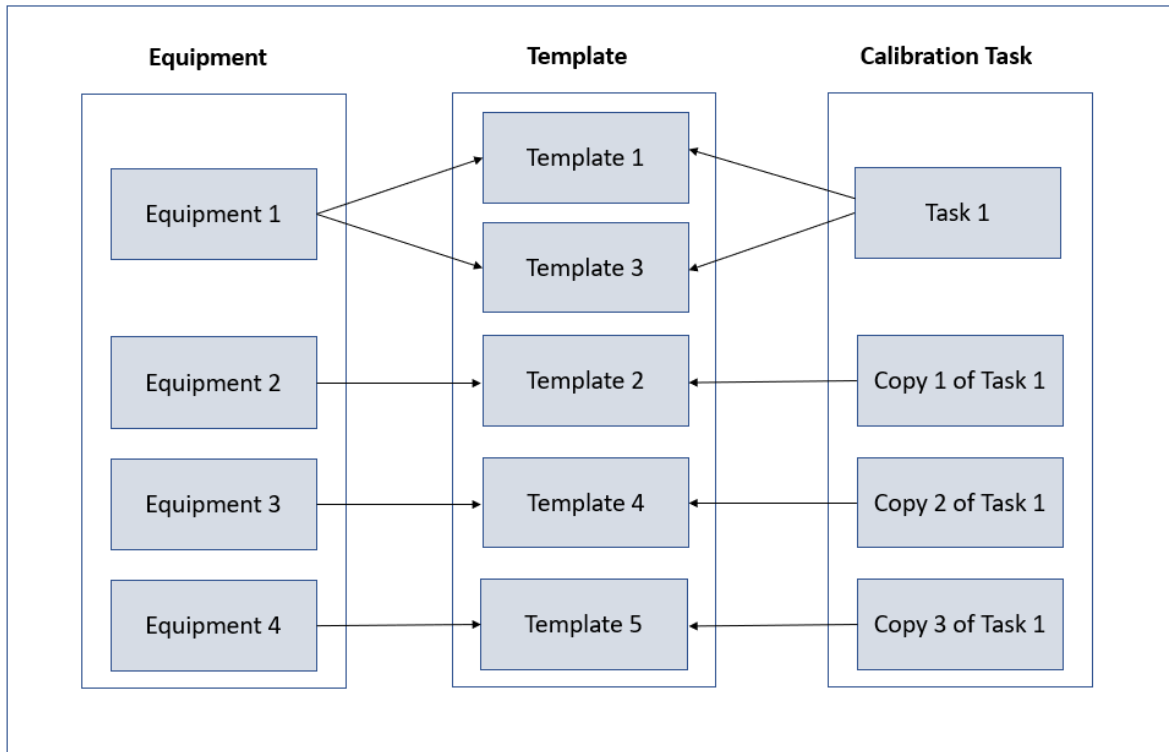 Equipment
Template
Calibration Task
Equipment 1
Template 1
Template 3
Task 1
Equipment 2
Template 2
Copy 1 of Task 1
Equipment 3
Template 4
Copy 2 of Task 1
Equipment 4
Template 5
Copy 3 of Task 1